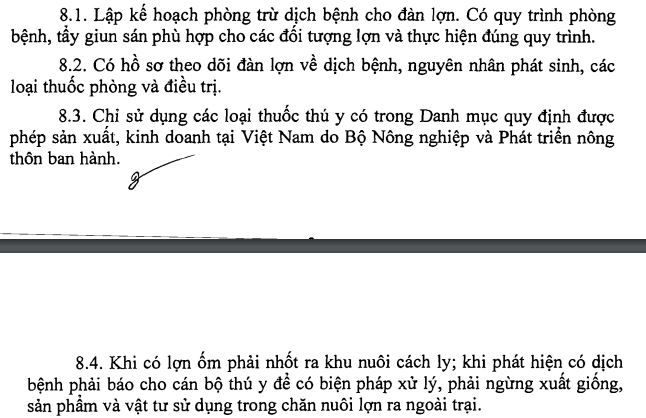 8.1. Lập kế hoạch phòng trừ dịch bệnh cho đàn lợn. Có quy trình phòng
bệnh, tẩy giun sán phù hợp cho các đối tượng lợn và thực hiện đúng quy trình.
8.2. Có hồ sơ theo dõi đàn lợn về dịch bệnh, nguyên nhân phát sinh, các
loại thuốc phòng và điều trị.
8.3. Chỉ sử dụng các loại thuốc thú y có trong Danh mục quy định được
phép sản xuất, kinh doanh tại Việt Nam do Bộ Nông nghiệp và Phát triển nông
thôn ban hành.
8.4. Khi có lợn ốm phải nhốt ra khu nuôi cách ly; khi phát hiện có dịch
bệnh phải báo cho cán bộ thú y để có biện pháp xử lý, phải ngừng xuất giống,
sản phẩm và vật tư sử dụng trong chăn nuôi lợn ra ngoài trại.